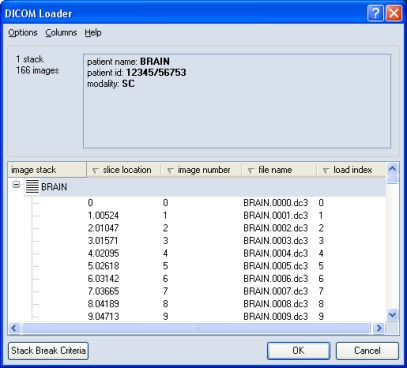 DICOM Loader
Options Columns Help
1 stack
166 images
patient name: BRAIN
patient id: 12345/56753
modality: SC
image stack slice location image number file name load index
BRAIN
0 0 BRAIN.0000.dc3 0
1.00524 1 BRAIN.0001.dc3 1
2.01047 2 BRAIN.0002.dc3 2
3.01571 3 BRAIN.0003.dc3 3
4.02095 4 BRAIN.0004.dc3 4
5.02618 5 BRAIN.0005.dc3 5
6.03142 6 BRAIN.0006.dc3 6
7.03665 7 BRAIN.0007.dc3 7
8.04189 8 BRAIN.0008.dc3 8
9.04713 9 BRAIN.0009.dc3 9
Stack Break Criteria OK Cancel